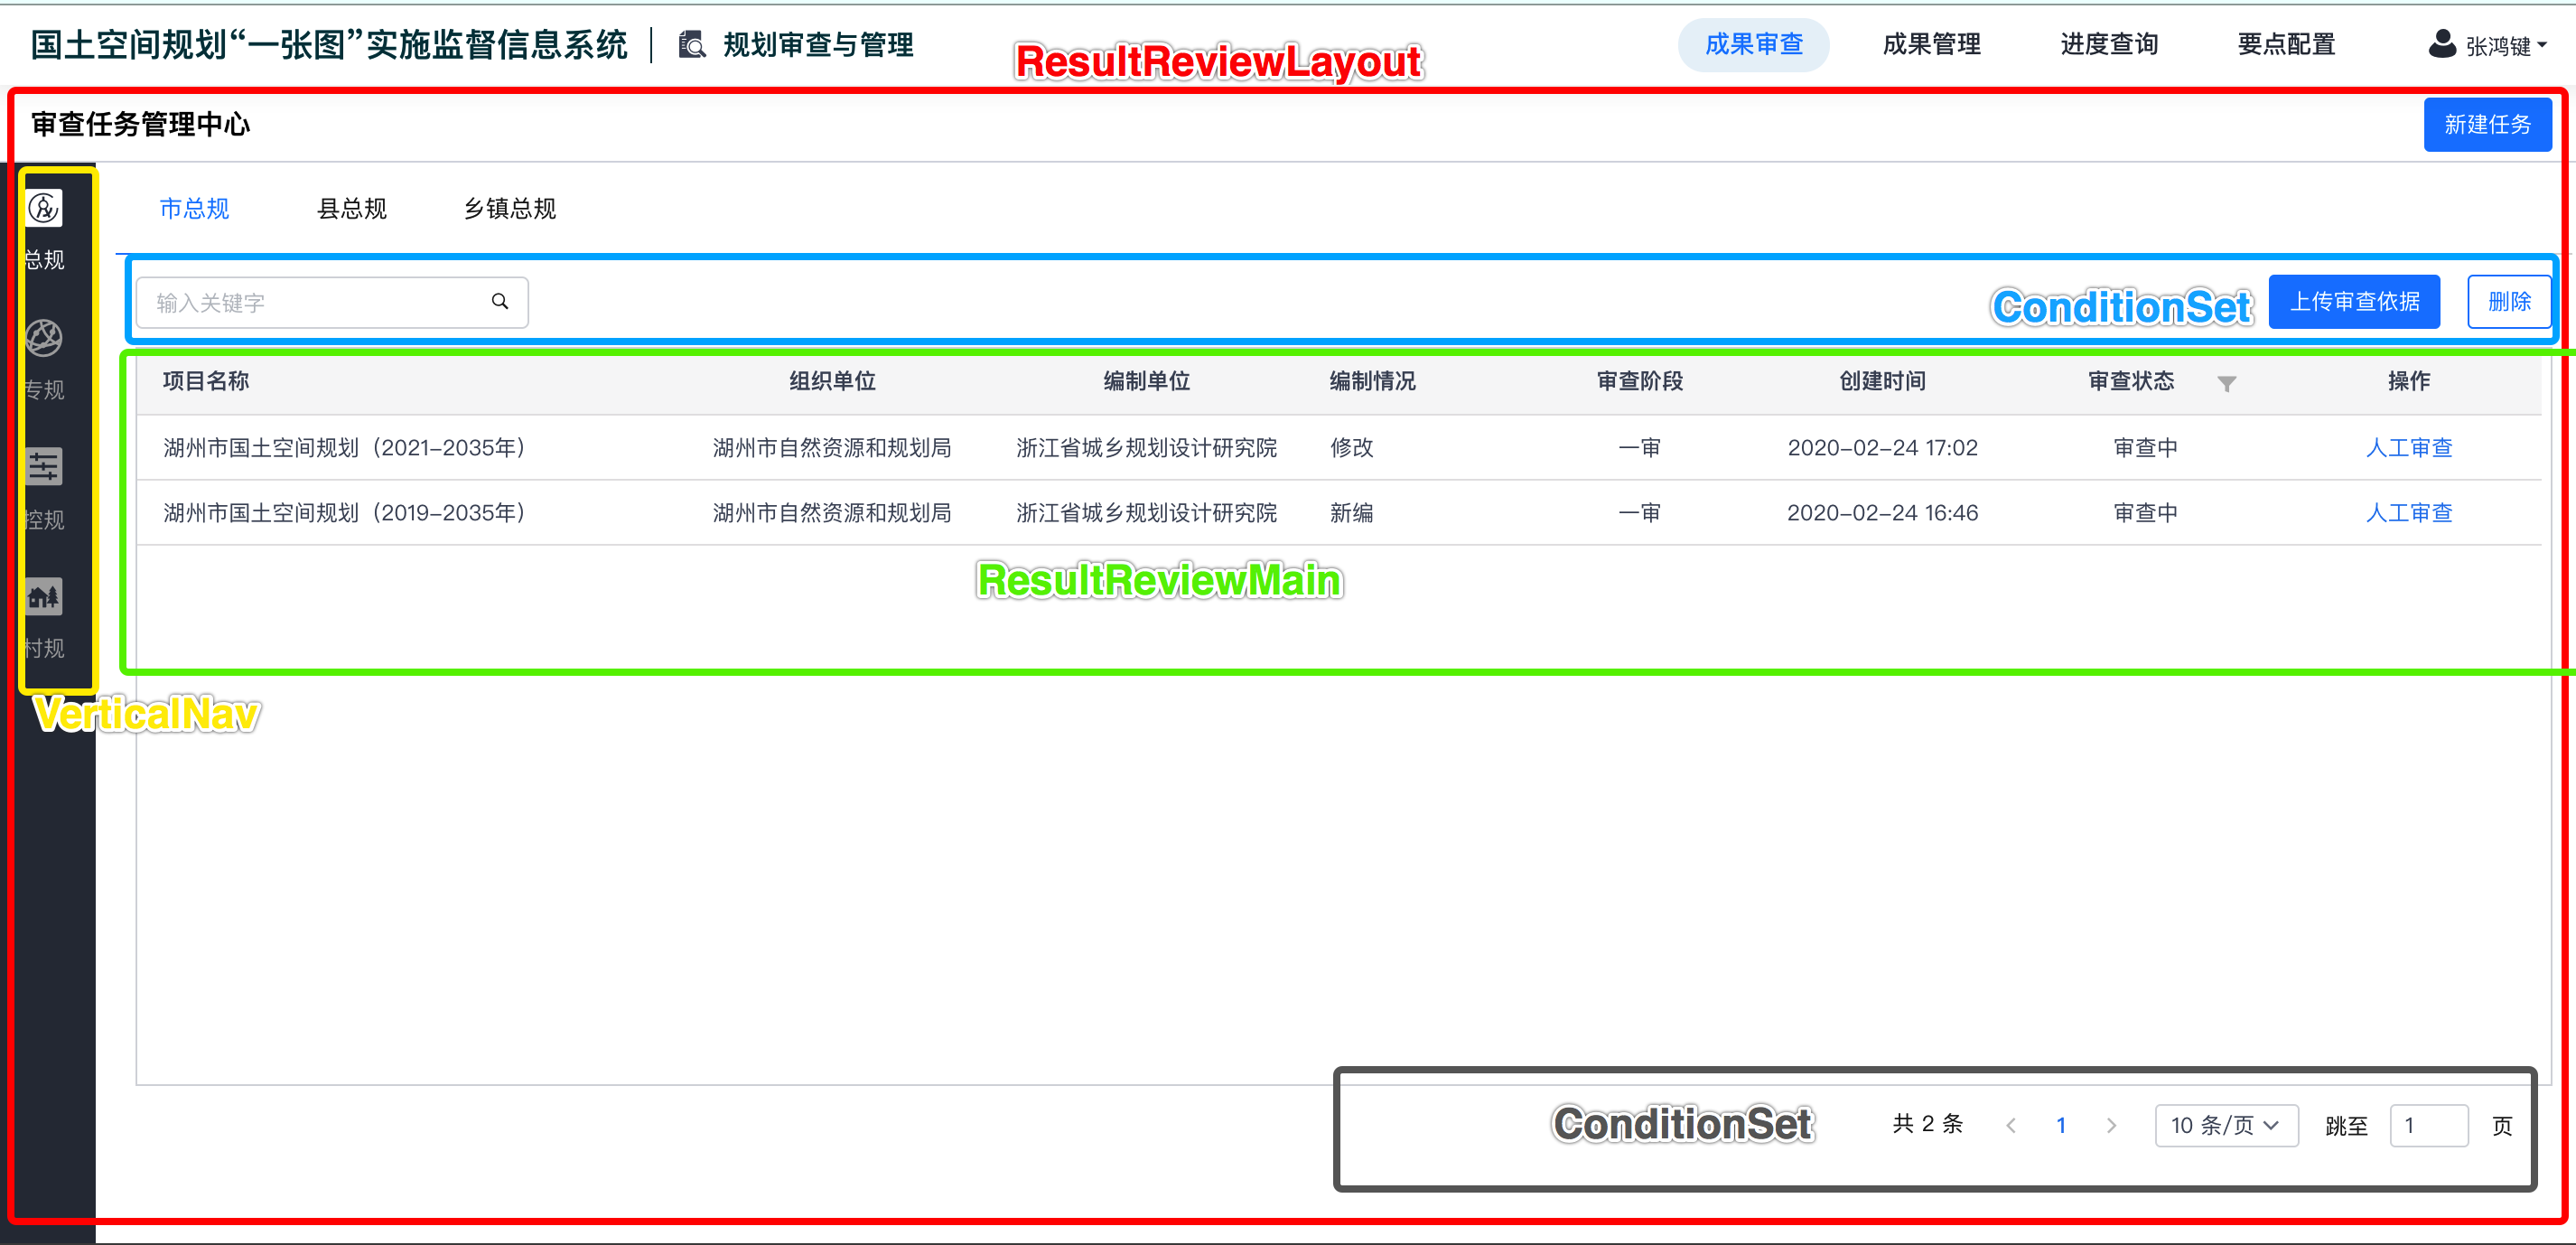 国土空间规划“一张图”实施监督信息系统 规划审查与管理 成果审查 成果管理 进度查询 要点配置 张鸿键
ResultReviewLayout
审查任务管理中心 新建任务
总规
专规
控规
村规
VerticalNav
市总规 县总规 乡镇总规
输入关键字 ConditionSet 上传审查依据 删除
项目名称 组织单位 编制单位 编制情况 审查阶段 创建时间 审查状态 操作
湖州市国土空间规划（2021-2035年） 湖州市自然资源和规划局 浙江省城乡规划设计研究院 修改 一审 2020-02-24 17:02 审查中 人工审查
湖州市国土空间规划（2019-2035年） 湖州市自然资源和规划局 浙江省城乡规划设计研究院 新编 一审 2020-02-24 16:46 审查中 人工审查
ResultReviewMain
ConditionSet 共 2 条 1 10 条/页 跳至 1 页